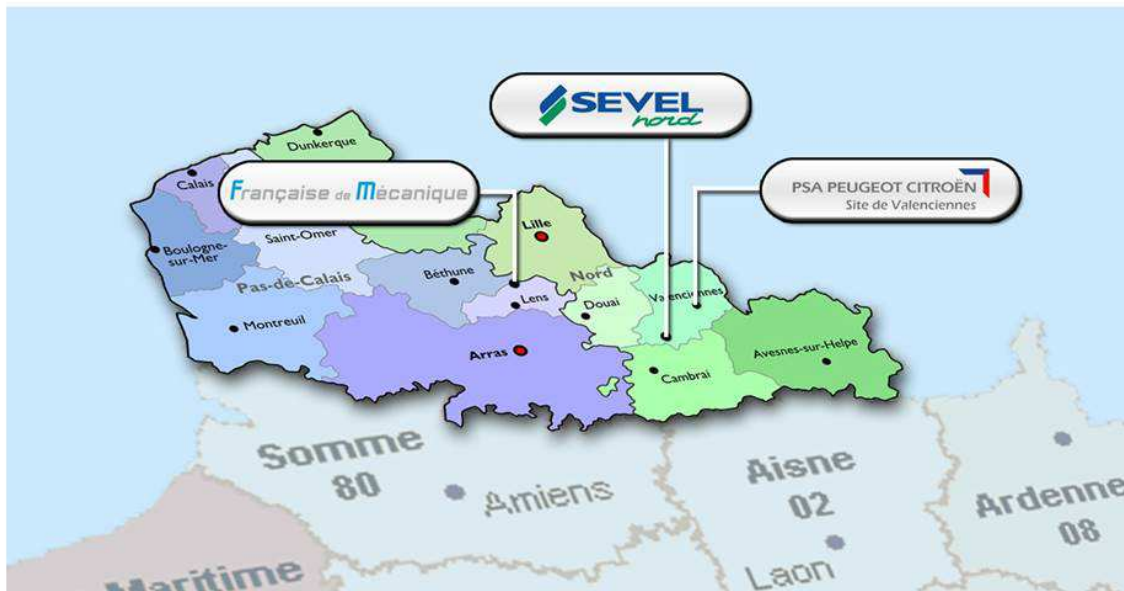 SEVEL
nord
Dunkerque
Calais
Française de Mécanique
PSA PEUGEOT CITROËN
Site de Valenciennes
Saint-Omer
Lille
Boulogne-
sur-Mer
Pas-de-Calais
Béthune
Nord
Lens
Douai
Valenciennes
Montreuil
Arras
Avesnes-sur-Helpe
Cambrai
Somme
80
Amiens
Aisne
02
Ardenne
08
Laon
Maritime